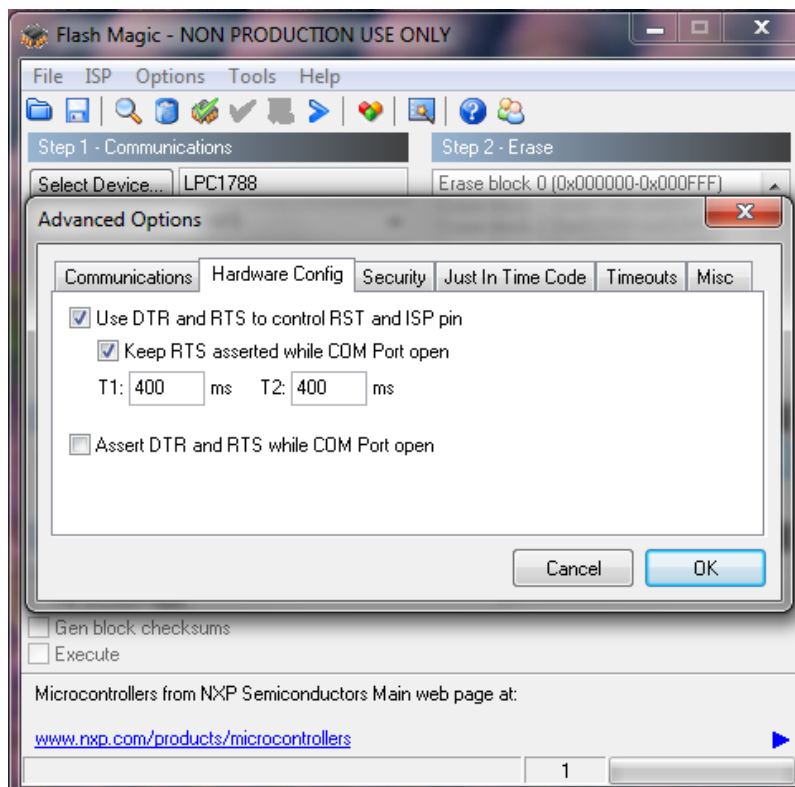 Flash Magic - NON PRODUCTION USE ONLY
File ISP Options Tools Help
Step 1 - Communications
Step 2 - Erase
Select Device... LPC1788
Erase block 0 (0x000000-0x000FFF)
Advanced Options
Communications Hardware Config Security Just In Time Code Timeouts Misc
Use DTR and RTS to control RST and ISP pin
Keep RTS asserted while COM Port open
T1: 400 ms T2: 400 ms
Assert DTR and RTS while COM Port open
Cancel OK
Gen block checksums
Execute
Microcontrollers from NXP Semiconductors Main web page at:
www.nxp.com/products/microcontrollers
1